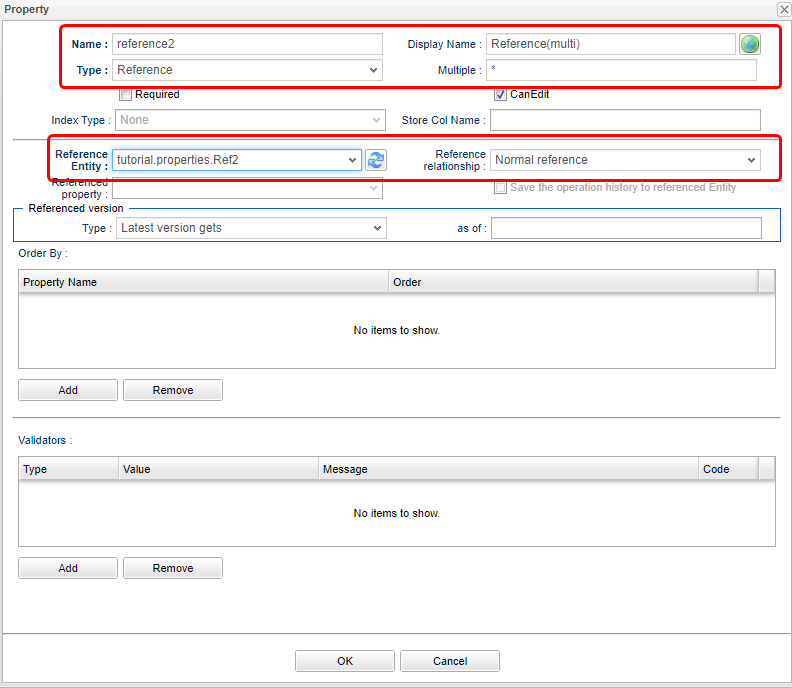 Property
Name : reference2 Display Name : Reference(multi)
Type : Reference Multiple : *
Required CanEdit
Index Type : None Store Col Name :
Reference Entity : tutorial.properties.Ref2 Reference relationship : Normal reference
Referenced property : Save the operation history to referenced Entity
Referenced version
Type : Latest version gets as of :
Order By :
Property Name Order
No items to show.
Add Remove
Validators :
Type Value Message Code
No items to show.
Add Remove
OK Cancel